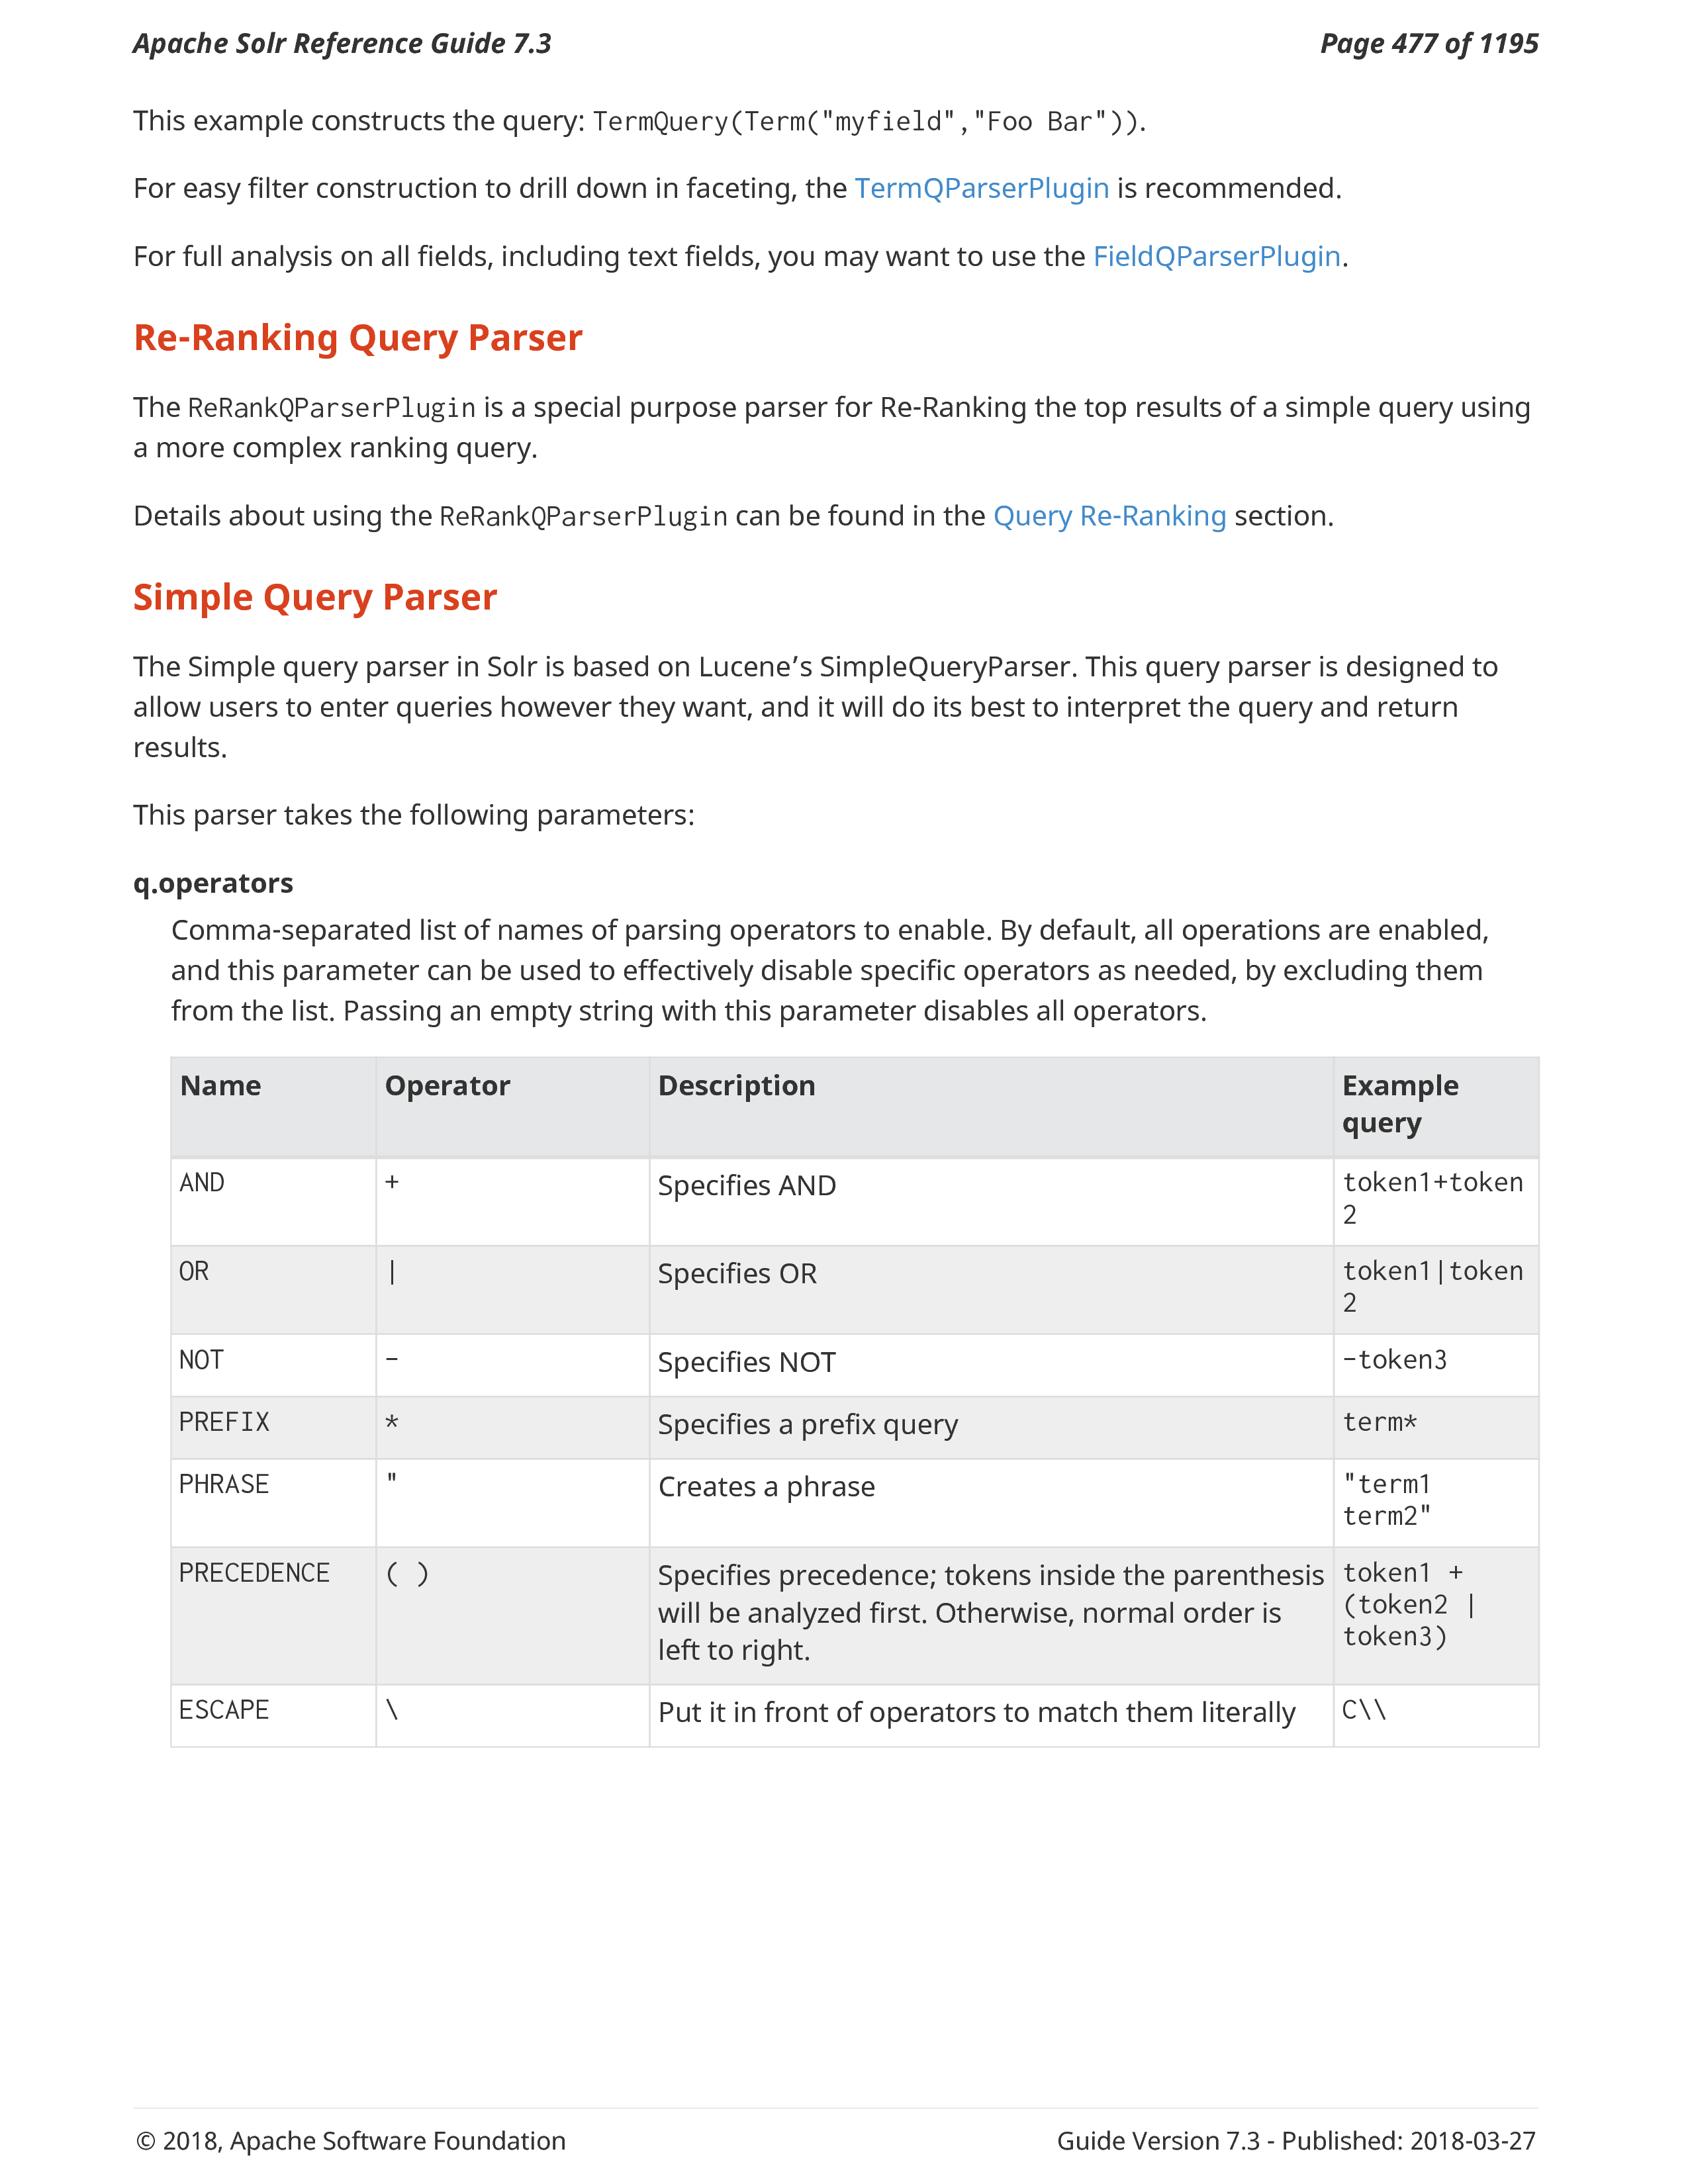 Apache Solr Reference Guide 7.3 Page 477 of 1195
This example constructs the query: TermQuery(Term("myfield","Foo Bar")).
For easy filter construction to drill down in faceting, the TermQParserPlugin is recommended.
For full analysis on all fields, including text fields, you may want to use the FieldQParserPlugin.
Re-Ranking Query Parser
The ReRankQParserPlugin is a special purpose parser for Re-Ranking the top results of a simple query using
a more complex ranking query.
Details about using the ReRankQParserPlugin can be found in the Query Re-Ranking section.
Simple Query Parser
The Simple query parser in Solr is based on Lucene’s SimpleQueryParser. This query parser is designed to
allow users to enter queries however they want, and it will do its best to interpret the query and return
results.
This parser takes the following parameters:
q.operators
Comma-separated list of names of parsing operators to enable. By default, all operations are enabled,
and this parameter can be used to effectively disable specific operators as needed, by excluding them
from the list. Passing an empty string with this parameter disables all operators.
Name Operator Description Example
query
AND + Specifies AND token1+token
2
OR | Specifies OR token1|token
2
NOT - Specifies NOT -token3
PREFIX * Specifies a prefix query term*
PHRASE " Creates a phrase "term1
term2"
PRECEDENCE ( ) Specifies precedence; tokens inside the parenthesis token1 +
will be analyzed first. Otherwise, normal order is (token2 |
left to right. token3)
ESCAPE \ Put it in front of operators to match them literally C\\
© 2018, Apache Software Foundation Guide Version 7.3 - Published: 2018-03-27